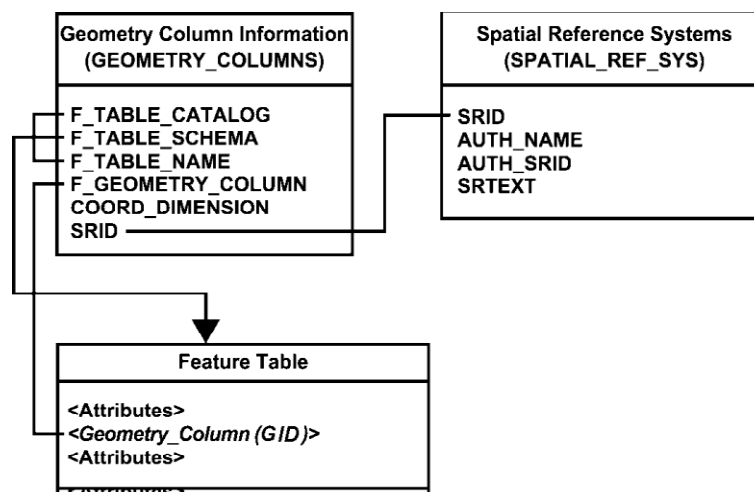 Geometry Column Information
(GEOMETRY_COLUMNS)
F_TABLE_CATALOG
F_TABLE_SCHEMA
F_TABLE_NAME
F_GEOMETRY_COLUMN
COORD_DIMENSION
SRID
Spatial Reference Systems
(SPATIAL_REF_SYS)
SRID
AUTH_NAME
AUTH_SRID
SRTEXT
Feature Table
<Attributes>
<Geometry_Column (GID)>
<Attributes>
<Attributes>